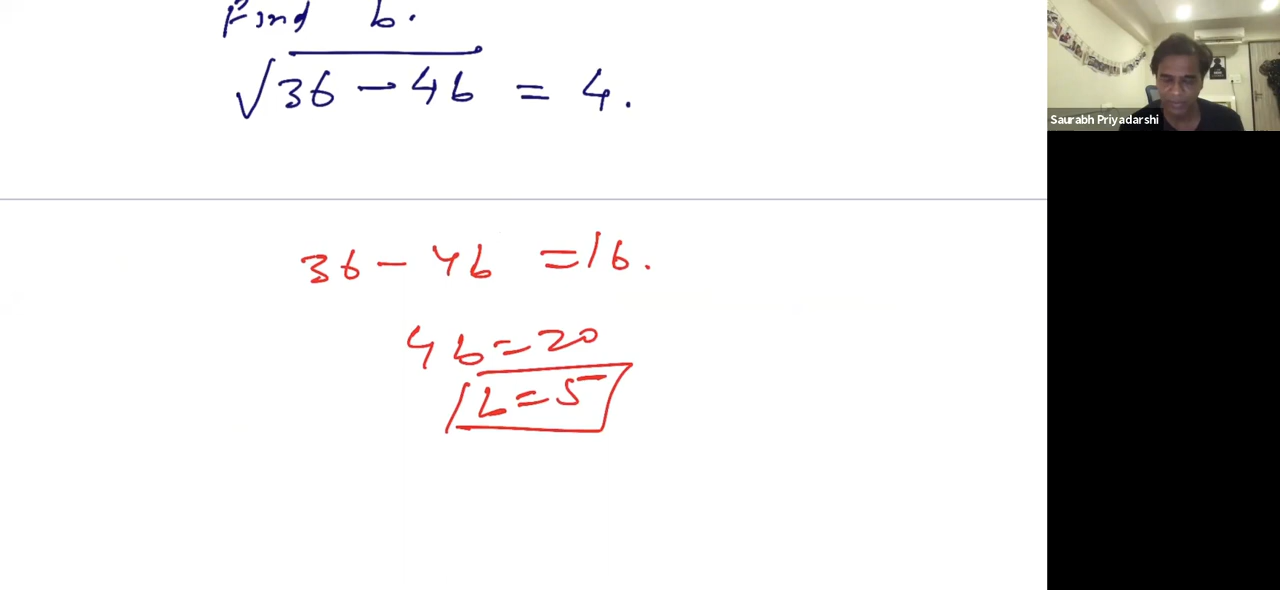 Find b.
√36 - 4b = 4.
Saurabh Priyadarshi
36 - 4b = 16.
4b = 20
b = 5